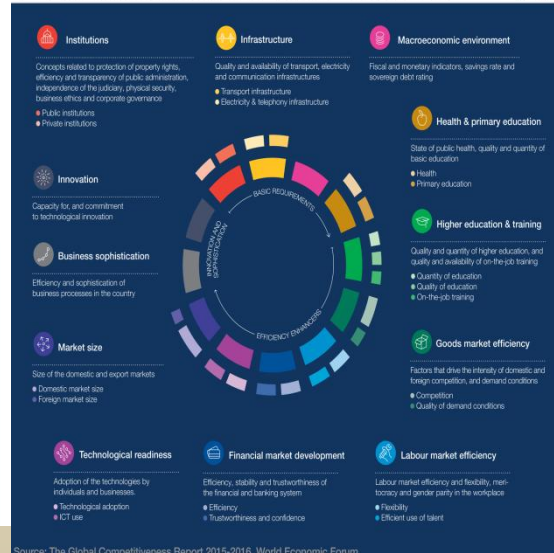 Institutions
Concepts related to protection of property rights,
efficiency and transparency of public administration,
independence of the judiciary, physical security,
business ethics and corporate governance
Public institutions
Private institutions
Infrastructure
Quality and availability of transport, electricity
and communication infrastructures
Transport infrastructure
Electricity & telephony infrastructure
Macroeconomic environment
Fiscal and monetary indicators, savings rate and
sovereign debt rating
Health & primary education
State of public health, quality and quantity of
basic education
Health
Primary education
Innovation
Capacity for, and commitment
to technological innovation
Higher education & training
Quality and quantity of higher education, and
quality and availability of on-the-job training
Quantity of education
Quality of education
On-the-job training
Business sophistication
Efficiency and sophistication of
business processes in the country
BASIC REQUIREMENTS
INNOVATION AND
SOPHISTICATION
EFFICIENCY ENHANCERS
Market size
Size of the domestic and export markets
Domestic market size
Foreign market size
Goods market efficiency
Factors that drive the intensity of domestic and
foreign competition, and demand conditions
Competition
Quality of demand conditions
Technological readiness
Adoption of the technologies by
individuals and businesses.
Technological adoption
ICT use
Financial market development
Efficiency, stability and trustworthiness of
the financial and banking system
Efficiency
Trustworthiness and confidence
Labour market efficiency
Labour market efficiency and flexibility, meri-
tocracy and gender parity in the workplace
Flexibility
Efficient use of talent
Source: The Global Competitiveness Report 2015-2016, World Economic Forum